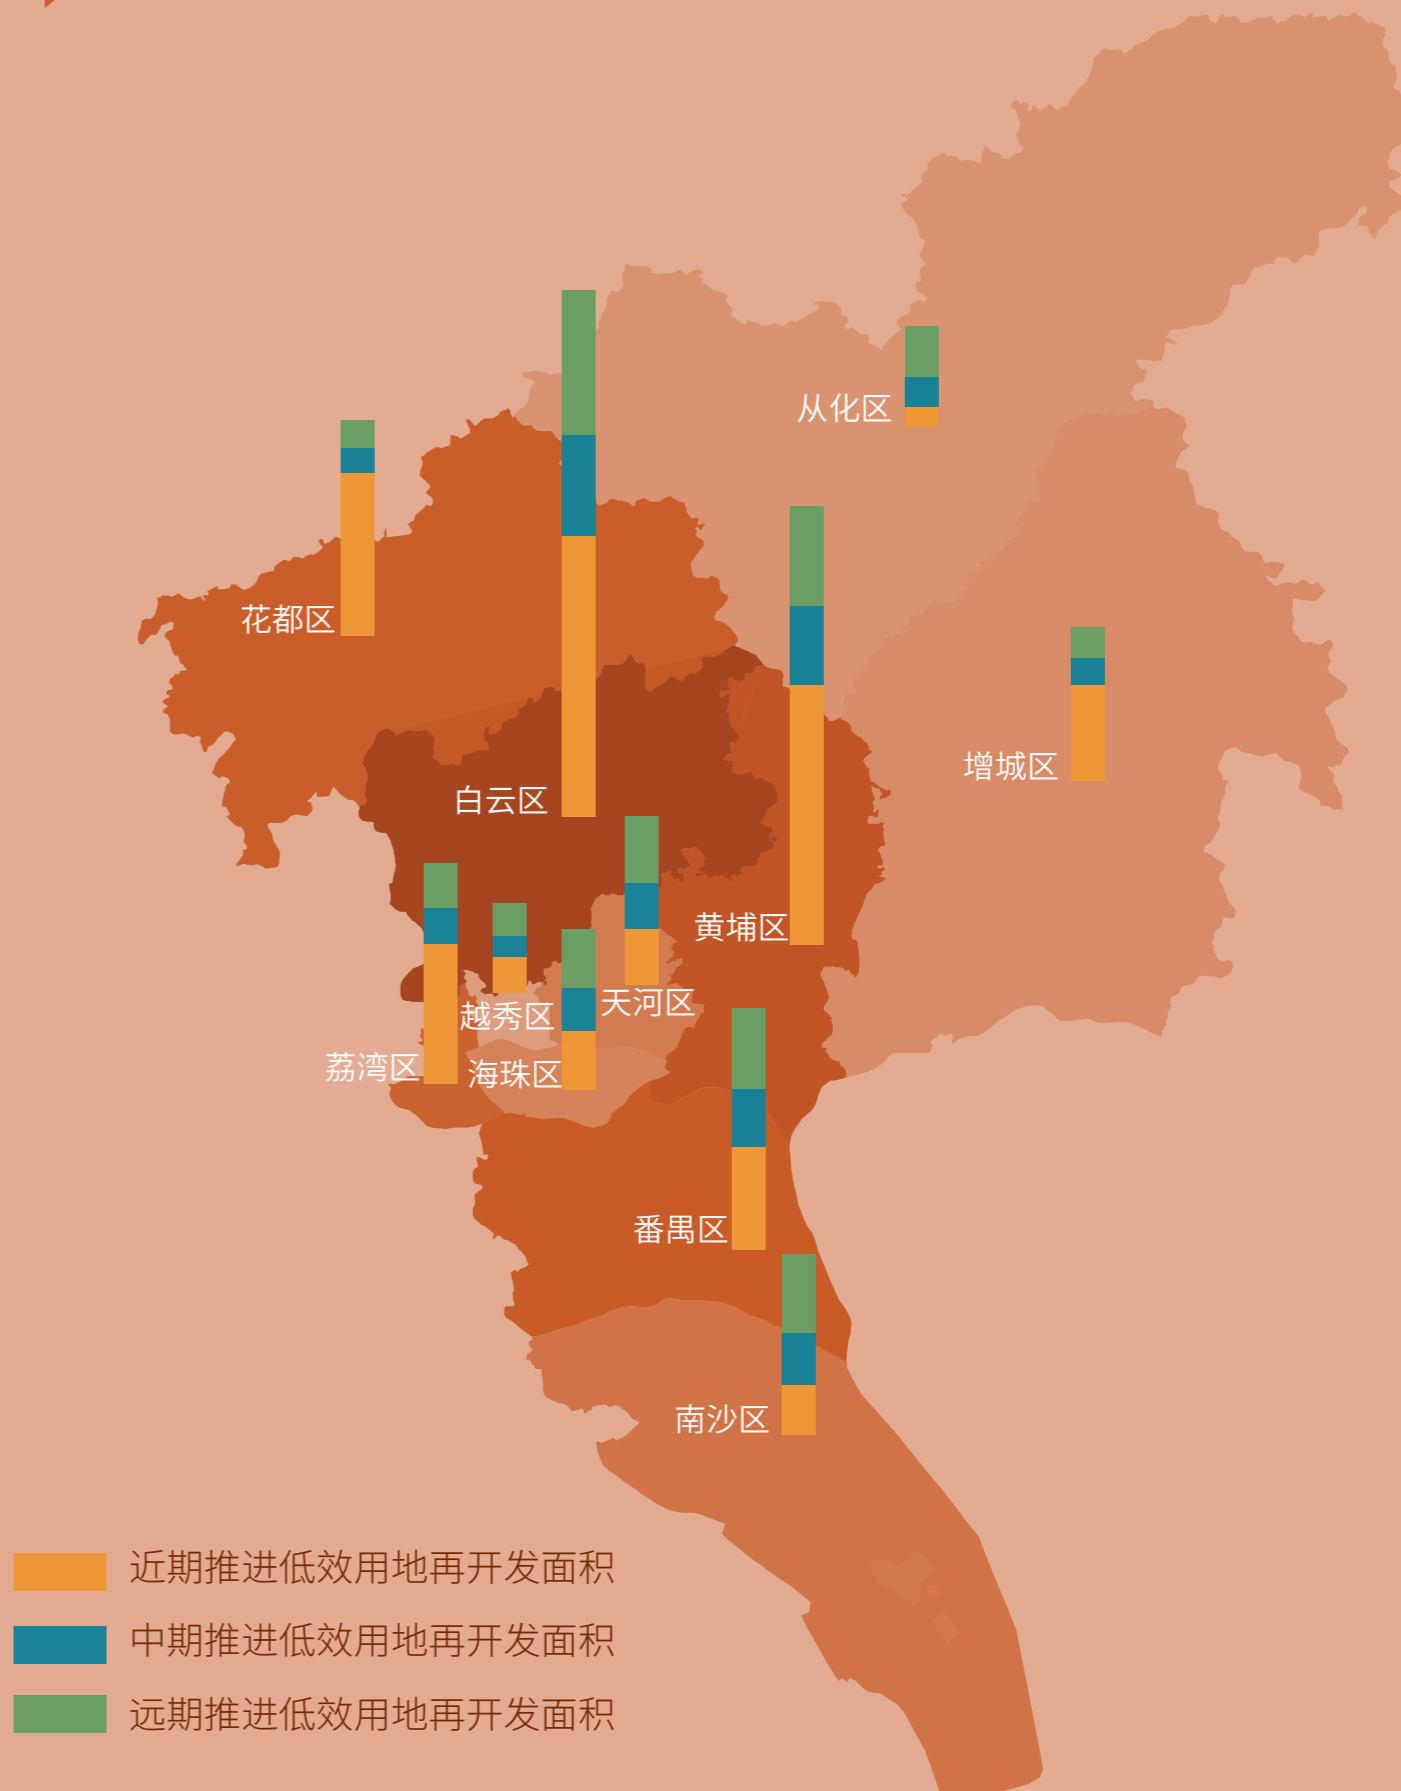 从化区
花都区
增城区
白云区
黄埔区
天河区
越秀区
荔湾区
海珠区
番禺区
南沙区
近期推进低效用地再开发面积
中期推进低效用地再开发面积
远期推进低效用地再开发面积